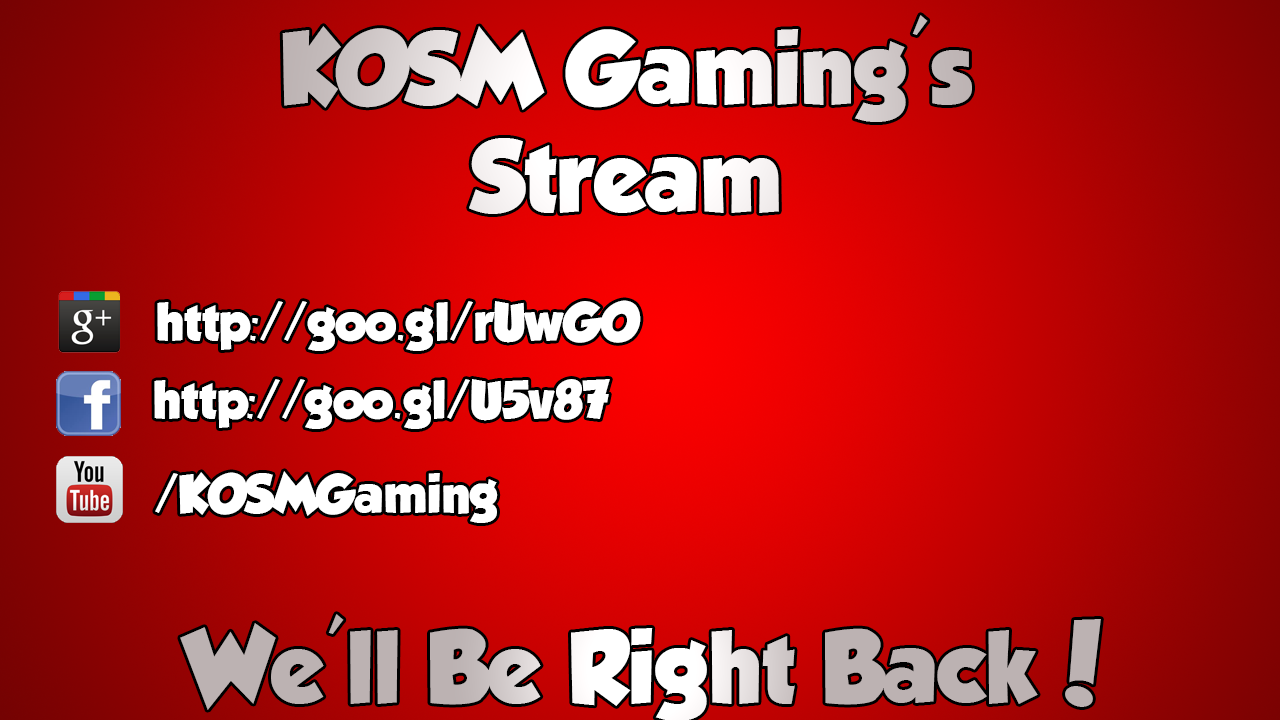 KOSM Gaming's
Stream
g+ http://goo.gl/rUwGO
f http://goo.gl/U5v87
You Tube /KOSMGaming
We'll Be Right Back!